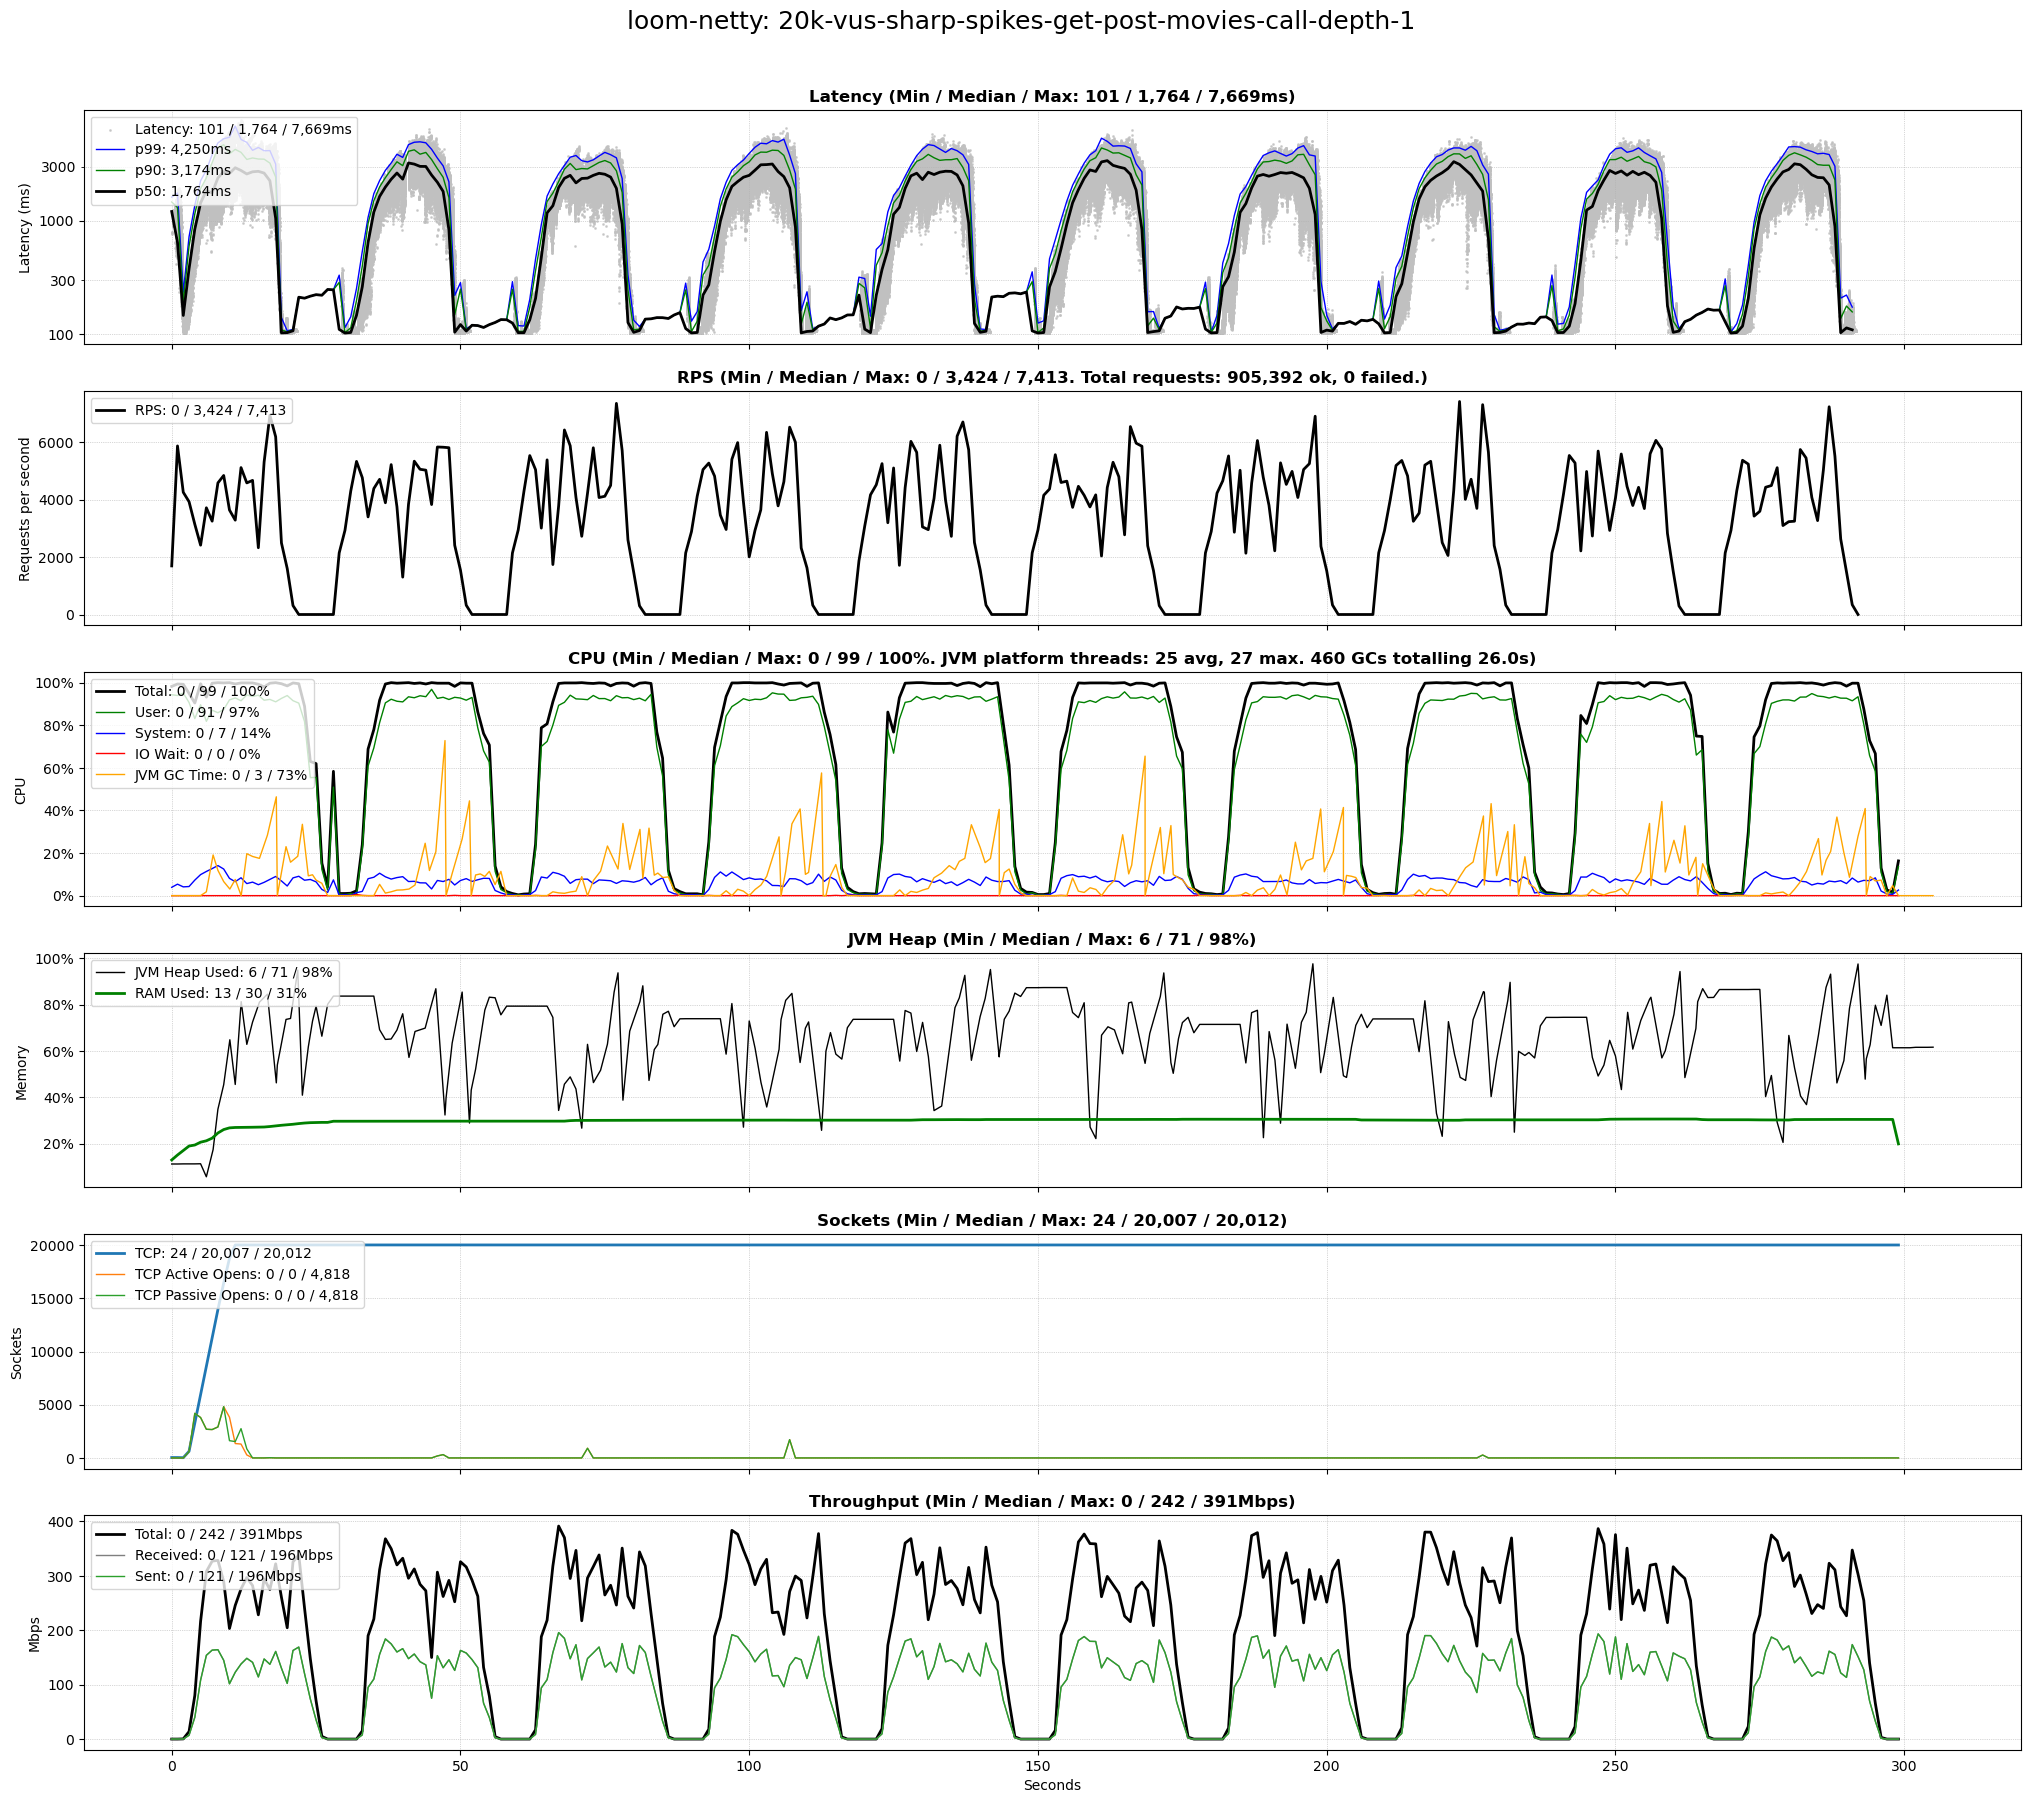 loom-netty: 20k-vus-sharp-spikes-get-post-movies-call-depth-1
Latency (Min / Median / Max: 101 / 1,764 / 7,669ms)
Latency: 101 / 1,764 / 7,669ms
p99: 4,250ms
p90: 3,174ms
p50: 1,764ms
3000
1000
300
100
Latency (ms)
RPS (Min / Median / Max: 0 / 3,424 / 7,413. Total requests: 905,392 ok, 0 failed.)
RPS: 0 / 3,424 / 7,413
6000
4000
2000
0
Requests per second
CPU (Min / Median / Max: 0 / 99 / 100%. JVM platform threads: 25 avg, 27 max. 460 GCs totalling 26.0s)
Total: 0 / 99 / 100%
User: 0 / 91 / 97%
System: 0 / 7 / 14%
IO Wait: 0 / 0 / 0%
JVM GC Time: 0 / 3 / 73%
100%
80%
60%
40%
20%
0%
CPU
JVM Heap (Min / Median / Max: 6 / 71 / 98%)
JVM Heap Used: 6 / 71 / 98%
RAM Used: 13 / 30 / 31%
100%
80%
60%
40%
20%
Memory
Sockets (Min / Median / Max: 24 / 20,007 / 20,012)
TCP: 24 / 20,007 / 20,012
TCP Active Opens: 0 / 0 / 4,818
TCP Passive Opens: 0 / 0 / 4,818
20000
15000
10000
5000
0
Sockets
Throughput (Min / Median / Max: 0 / 242 / 391Mbps)
Total: 0 / 242 / 391Mbps
Received: 0 / 121 / 196Mbps
Sent: 0 / 121 / 196Mbps
400
300
200
100
0
Mbps
0 50 100 150 200 250 300
Seconds